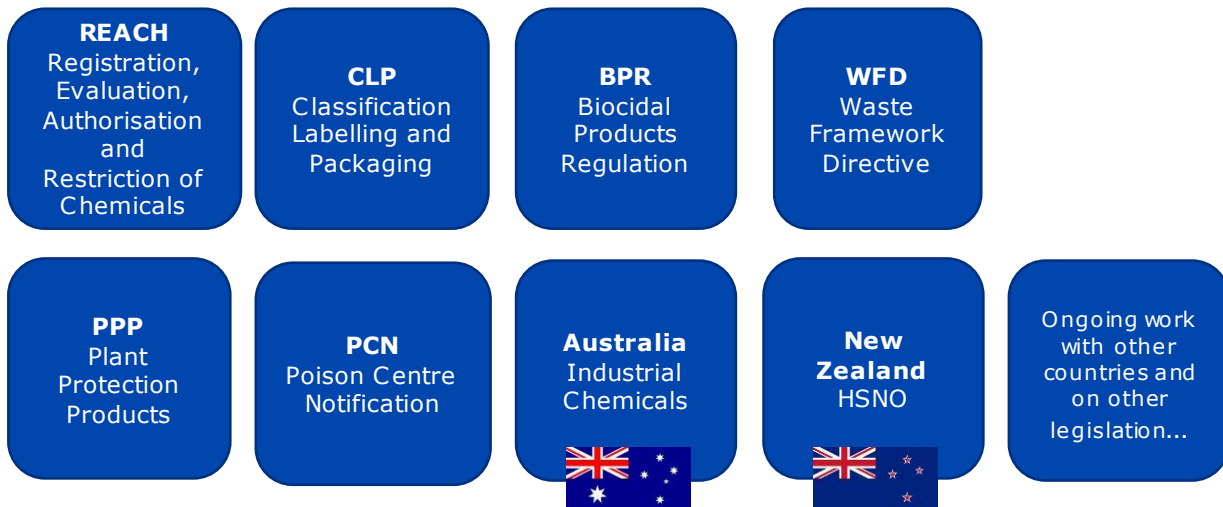 REACH
Registration,
Evaluation,
Authorisation
and
Restriction of
Chemicals
CLP
Classification
Labelling and
Packaging
BPR
Biocidal
Products
Regulation
WFD
Waste
Framework
Directive
PPP
Plant
Protection
Products
PCN
Poison Centre
Notification
Australia
Industrial
Chemicals
New
Zealand
HSNO
Ongoing work
with other
countries and
on other
legislation...